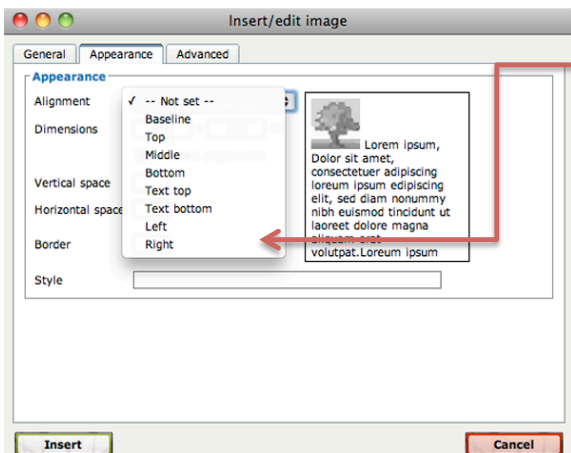 Insert/edit image
General Appearance Advanced
Appearance
Alignment
✓ -- Not set --
Baseline
Top
Middle
Bottom
Text top
Text bottom
Left
Right
Dimensions
Vertical space
Horizontal space
Border
Style
Lorem ipsum,
Dolor sit amet,
consectetuer adipiscing
loreum ipsum edipiscing
elit, sed diam nonummy
nibh euismod tincidunt ut
laoreet dolore magna
aliquam erat
volutpat.Loreum ipsum
Insert
Cancel